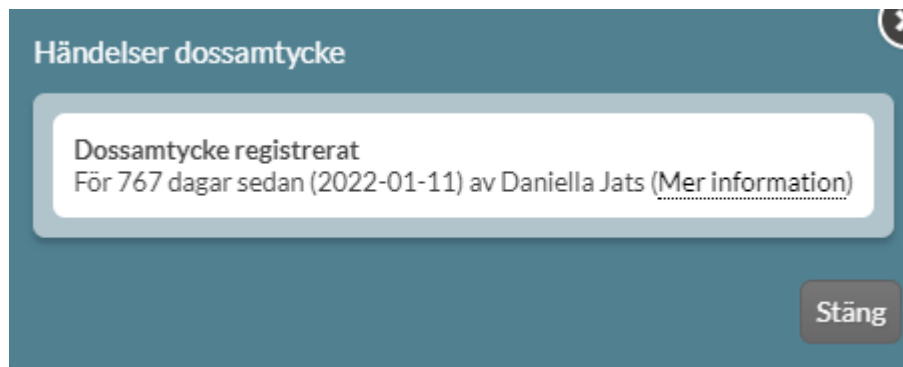 Händelser dossamtycke
Dossamtycke registrerat
För 767 dagar sedan (2022-01-11) av Daniella Jats (Mer information)
Stäng